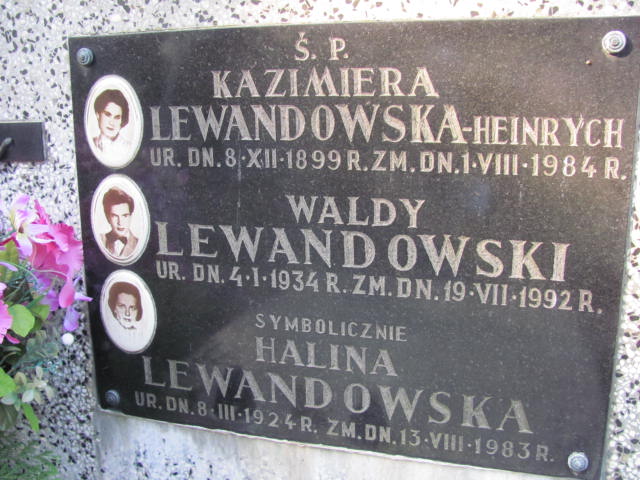 Ś. P.
KAZIMIERA
LEWANDOWSKA-HEINRYCH
UR. DN. 8·XII·1899 R. ZM. DN. 1·VIII·1984 R.
WALDY
LEWANDOWSKI
UR. DN. 4·I·1934 R. ZM. DN. 19·VII·1992 R.
SYMBOLICZNIE
HALINA
LEWANDOWSKA
UR. DN. 8·III·1924 R. ZM. DN. 13·VIII·1983 R.